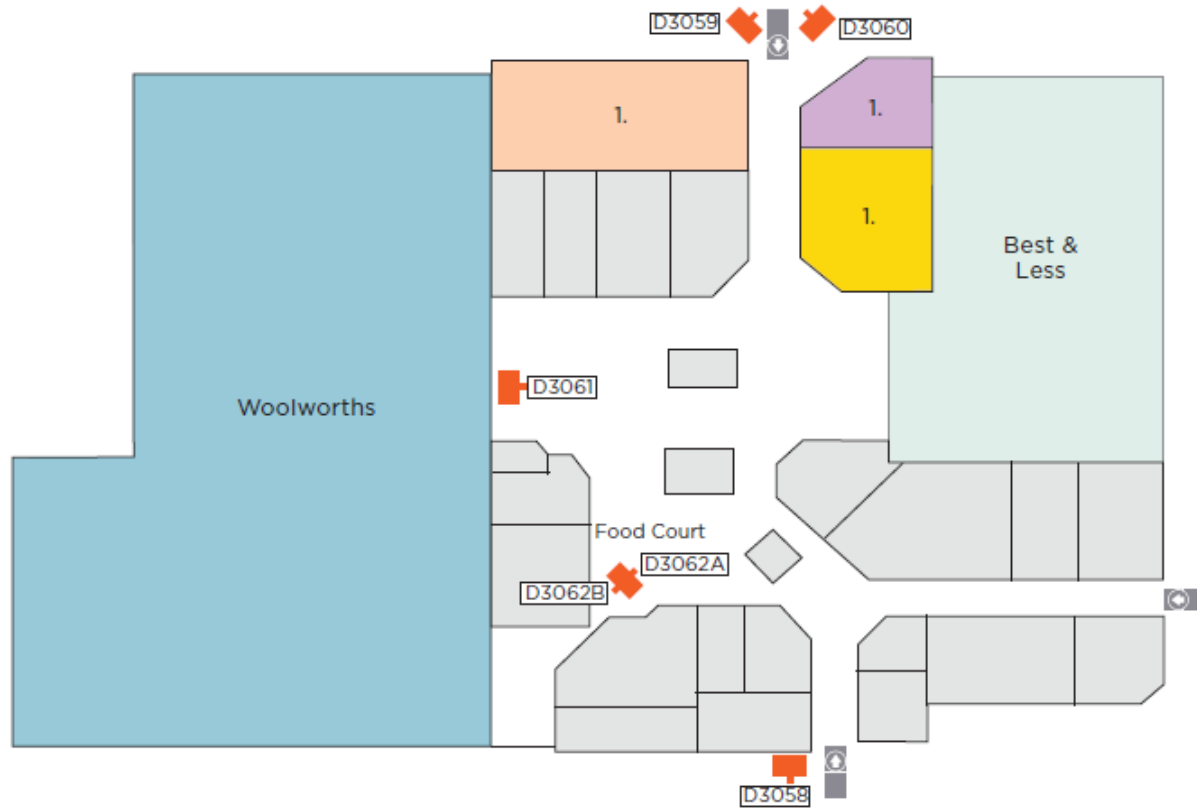 D3059
D3060
1.
1.
1.
Best &
Less
D3061
Woolworths
Food Court
D3062A
D3062B
D3058